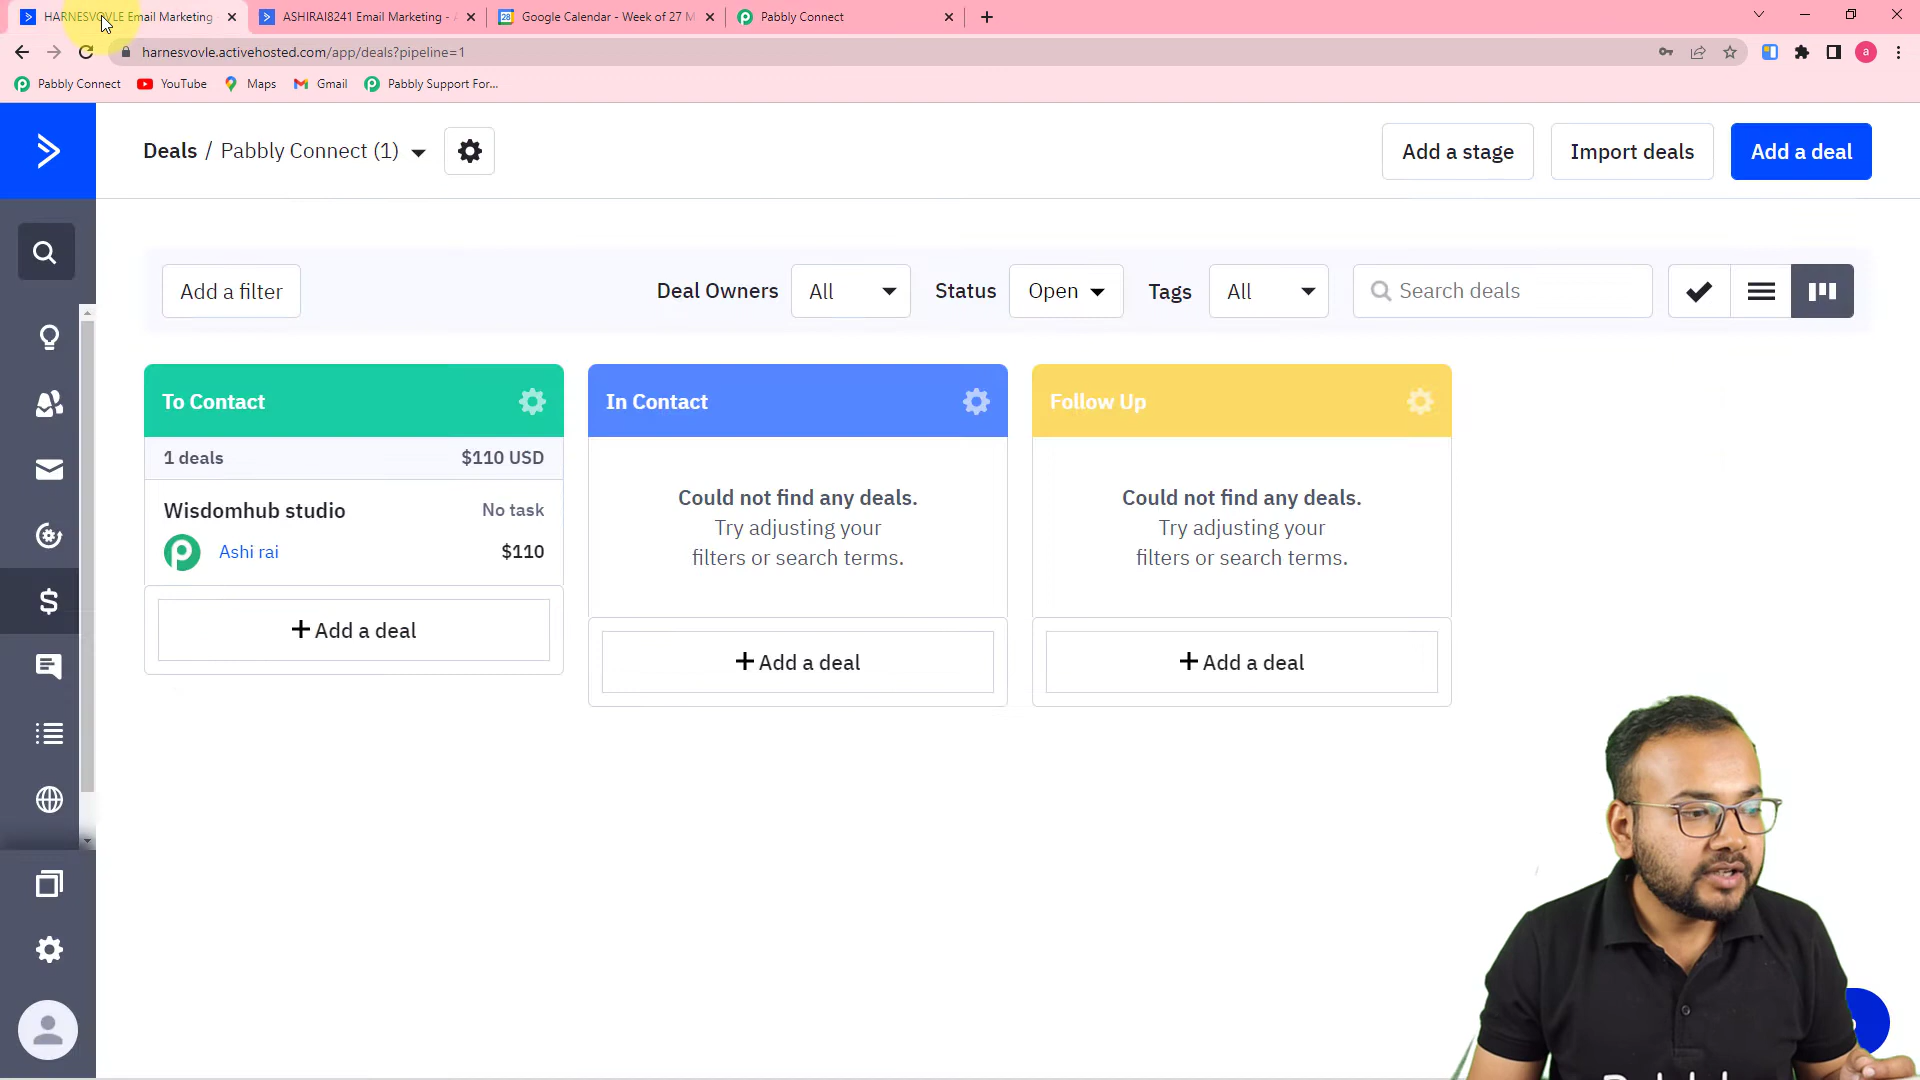 HARNESVOVLE Email Marketing
ASHIRAI8241 Email Marketing -
Google Calendar - Week of 27 M
Pabbly Connect
harnesvovle.activehosted.com/app/deals?pipeline=1
a
Pabbly Connect
YouTube
Maps
Gmail
Pabbly Support For...
Deals / Pabbly Connect (1)
Add a stage
Import deals
Add a deal
Add a filter
Deal Owners
All
Status
Open
Tags
All
Search deals
To Contact
1 deals
$110 USD
Wisdomhub studio
No task
Ashi rai
$110
+ Add a deal
In Contact
Could not find any deals.
Try adjusting your
filters or search terms.
+ Add a deal
Follow Up
Could not find any deals.
Try adjusting your
filters or search terms.
+ Add a deal